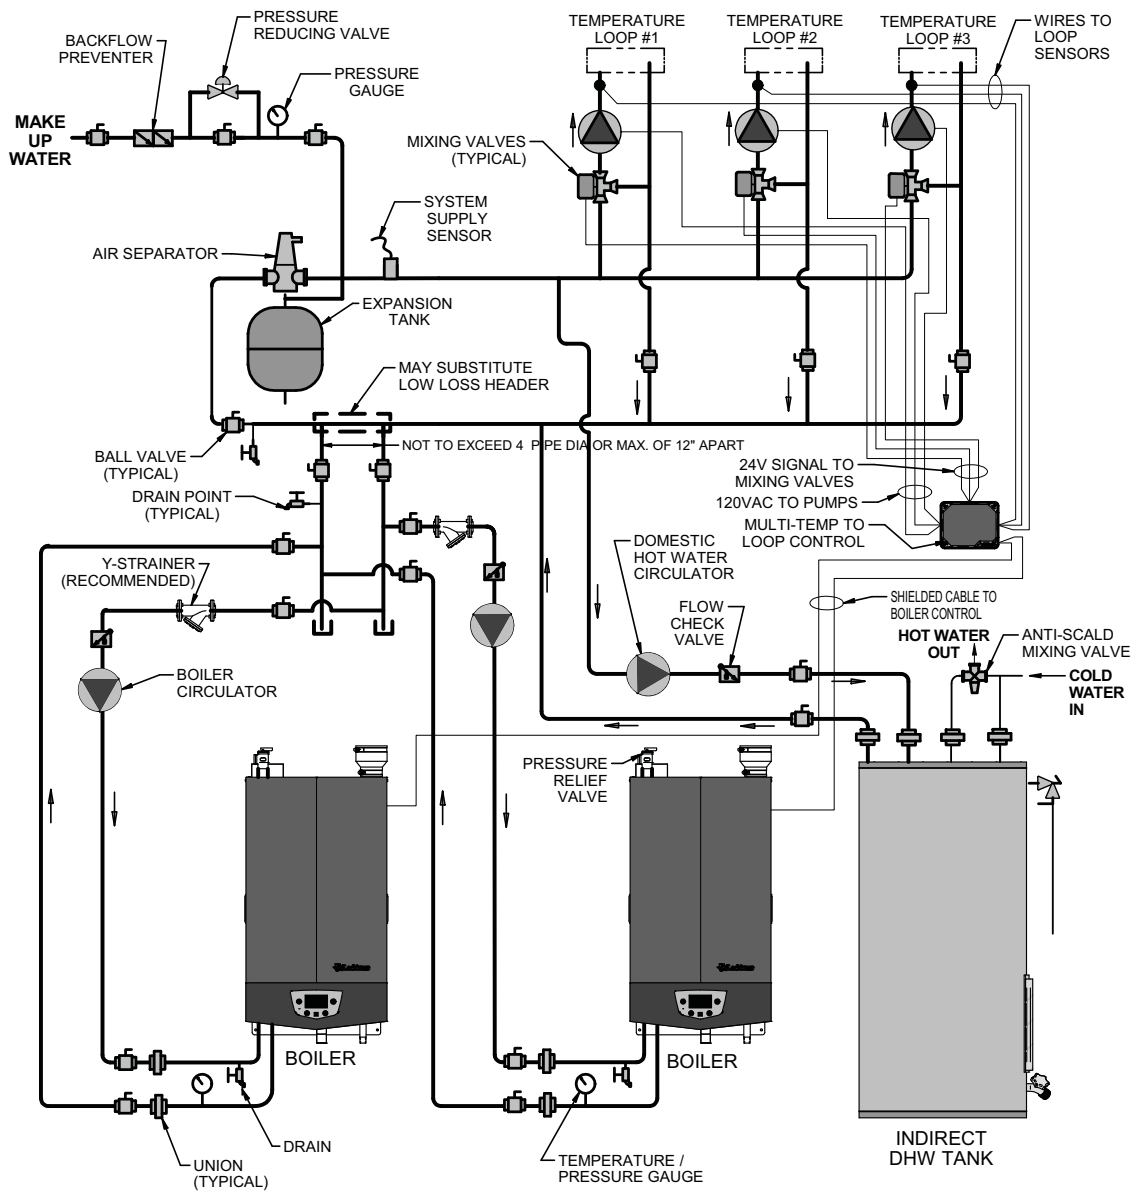 PRESSURE
REDUCING VALVE
BACKFLOW
PREVENTER
PRESSURE
GAUGE
MAKE
UP
WATER
TEMPERATURE
LOOP #1
TEMPERATURE
LOOP #2
TEMPERATURE
LOOP #3
WIRES TO
LOOP
SENSORS
MIXING VALVES
(TYPICAL)
SYSTEM
SUPPLY
SENSOR
AIR SEPARATOR
EXPANSION
TANK
MAY SUBSTITUTE
LOW LOSS HEADER
NOT TO EXCEED 4 PIPE DIA OR MAX. OF 12" APART
BALL VALVE
(TYPICAL)
DRAIN POINT
(TYPICAL)
24V SIGNAL TO
MIXING VALVES
120VAC TO PUMPS
MULTI-TEMP TO
LOOP CONTROL
Y-STRAINER
(RECOMMENDED)
DOMESTIC
HOT WATER
CIRCULATOR
FLOW
CHECK
VALVE
SHIELDED CABLE TO
BOILER CONTROL
HOT WATER
OUT
ANTI-SCALD
MIXING VALVE
COLD
WATER
IN
BOILER
CIRCULATOR
PRESSURE
RELIEF
VALVE
BOILER
BOILER
DRAIN
UNION
(TYPICAL)
TEMPERATURE /
PRESSURE GAUGE
INDIRECT
DHW TANK